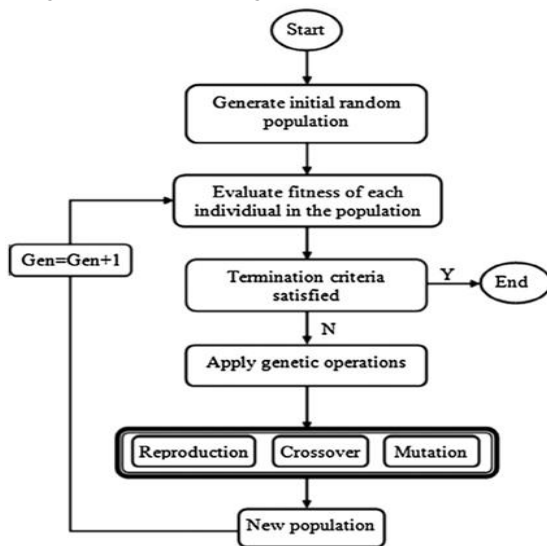 Start
Generate initial random
population
Evaluate fitness of each
individiual in the population
Gen=Gen+1
Termination criteria
satisfied
Y
End
N
Apply genetic operations
Reproduction
Crossover
Mutation
New population